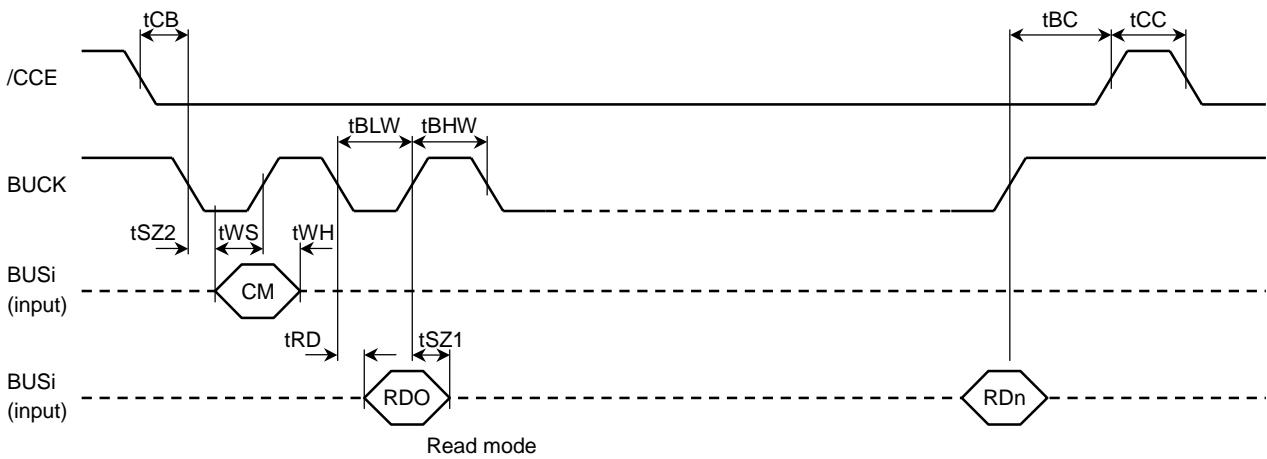 tCB
tBC
tCC
/CCE
tBLW
tBHW
BUCK
tSZ2
tWS
tWH
BUSi
(input)
CM
tRD
tSZ1
BUSi
(input)
RDO
RDn
Read mode